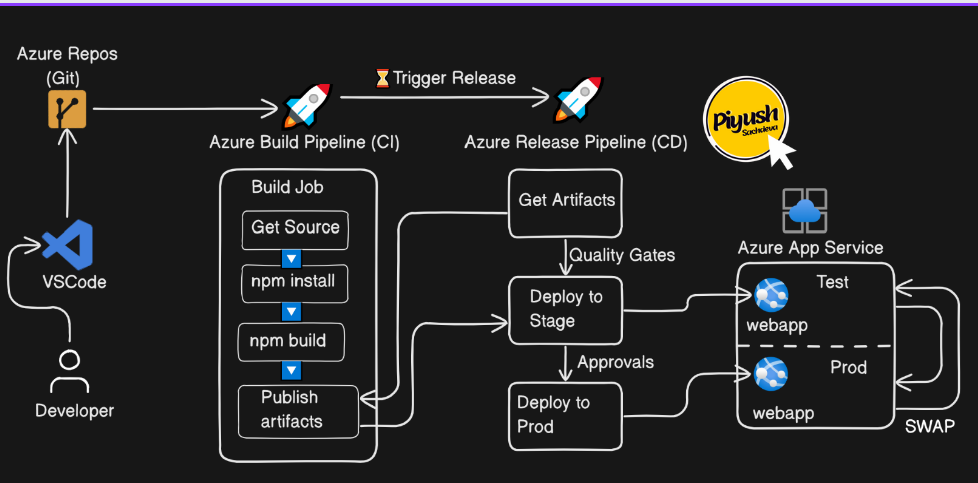 Azure Repos
(Git)
Trigger Release
Azure Build Pipeline (CI)
Azure Release Pipeline (CD)
Piyush
Sachdeva
Build Job
Get Source
npm install
npm build
Publish
artifacts
Get Artifacts
Quality Gates
Deploy to
Stage
Approvals
Deploy to
Prod
Azure App Service
Test
webapp
Prod
webapp
SWAP
VSCode
Developer